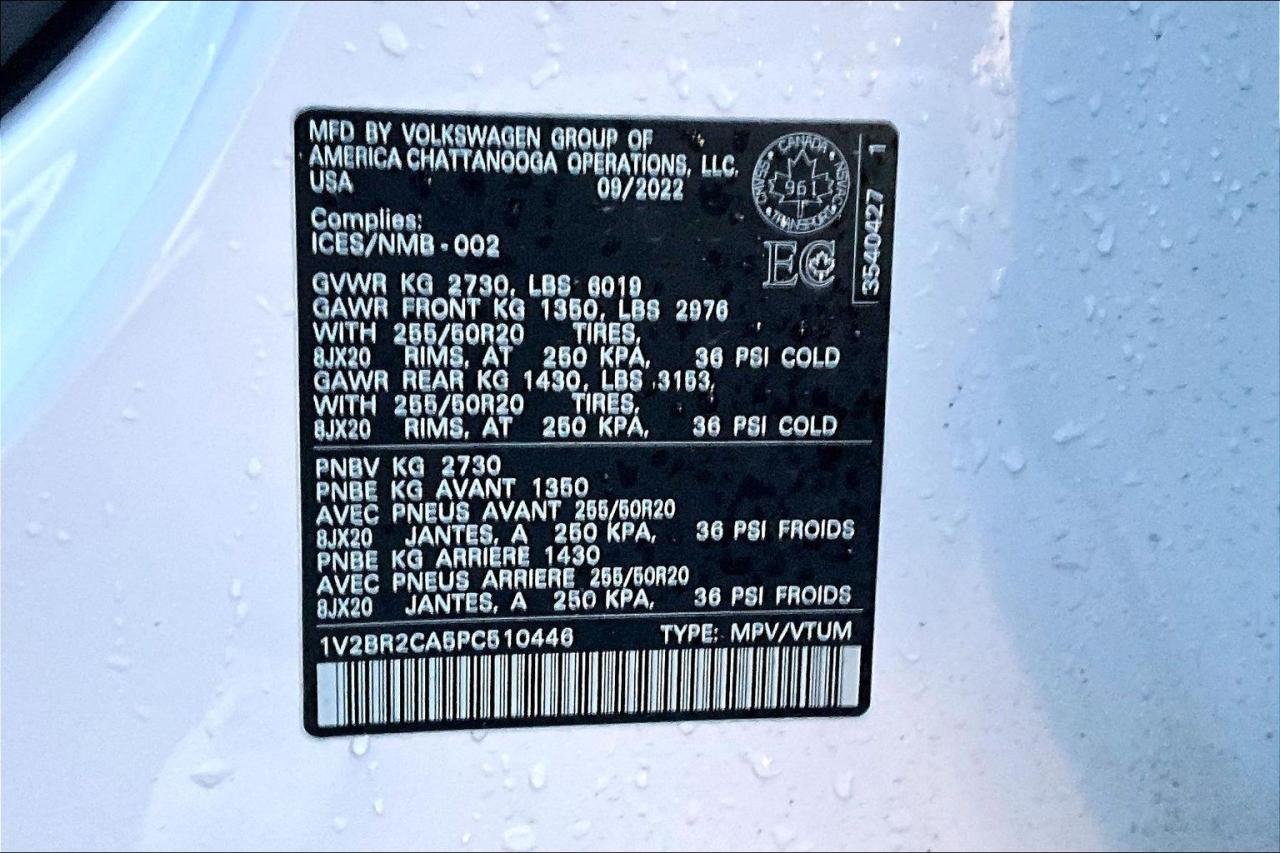 MFD BY VOLKSWAGEN GROUP OF
AMERICA CHATTANOOGA OPERATIONS, LLC.
USA 09/2022
CANADA
961
TRANSPORT
EC
3540427 1
Complies:
ICES/NMB-002
GVWR KG 2730, LBS 6019
GAWR FRONT KG 1350, LBS 2976
WITH 255/50R20 TIRES,
8JX20 RIMS, AT 250 KPA, 36 PSI COLD
GAWR REAR KG 1430, LBS 3153,
WITH 255/50R20 TIRES,
8JX20 RIMS, AT 250 KPA, 36 PSI COLD
PNBV KG 2730
PNBE KG AVANT 1350
AVEC PNEUS AVANT 255/50R20
8JX20 JANTES, A 250 KPA, 36 PSI FROIDS
PNBE KG ARRIERE 1430
AVEC PNEUS ARRIERE 255/50R20
8JX20 JANTES, A 250 KPA, 36 PSI FROIDS
1V2BR2CA5PC510446 TYPE: MPV/VTUM